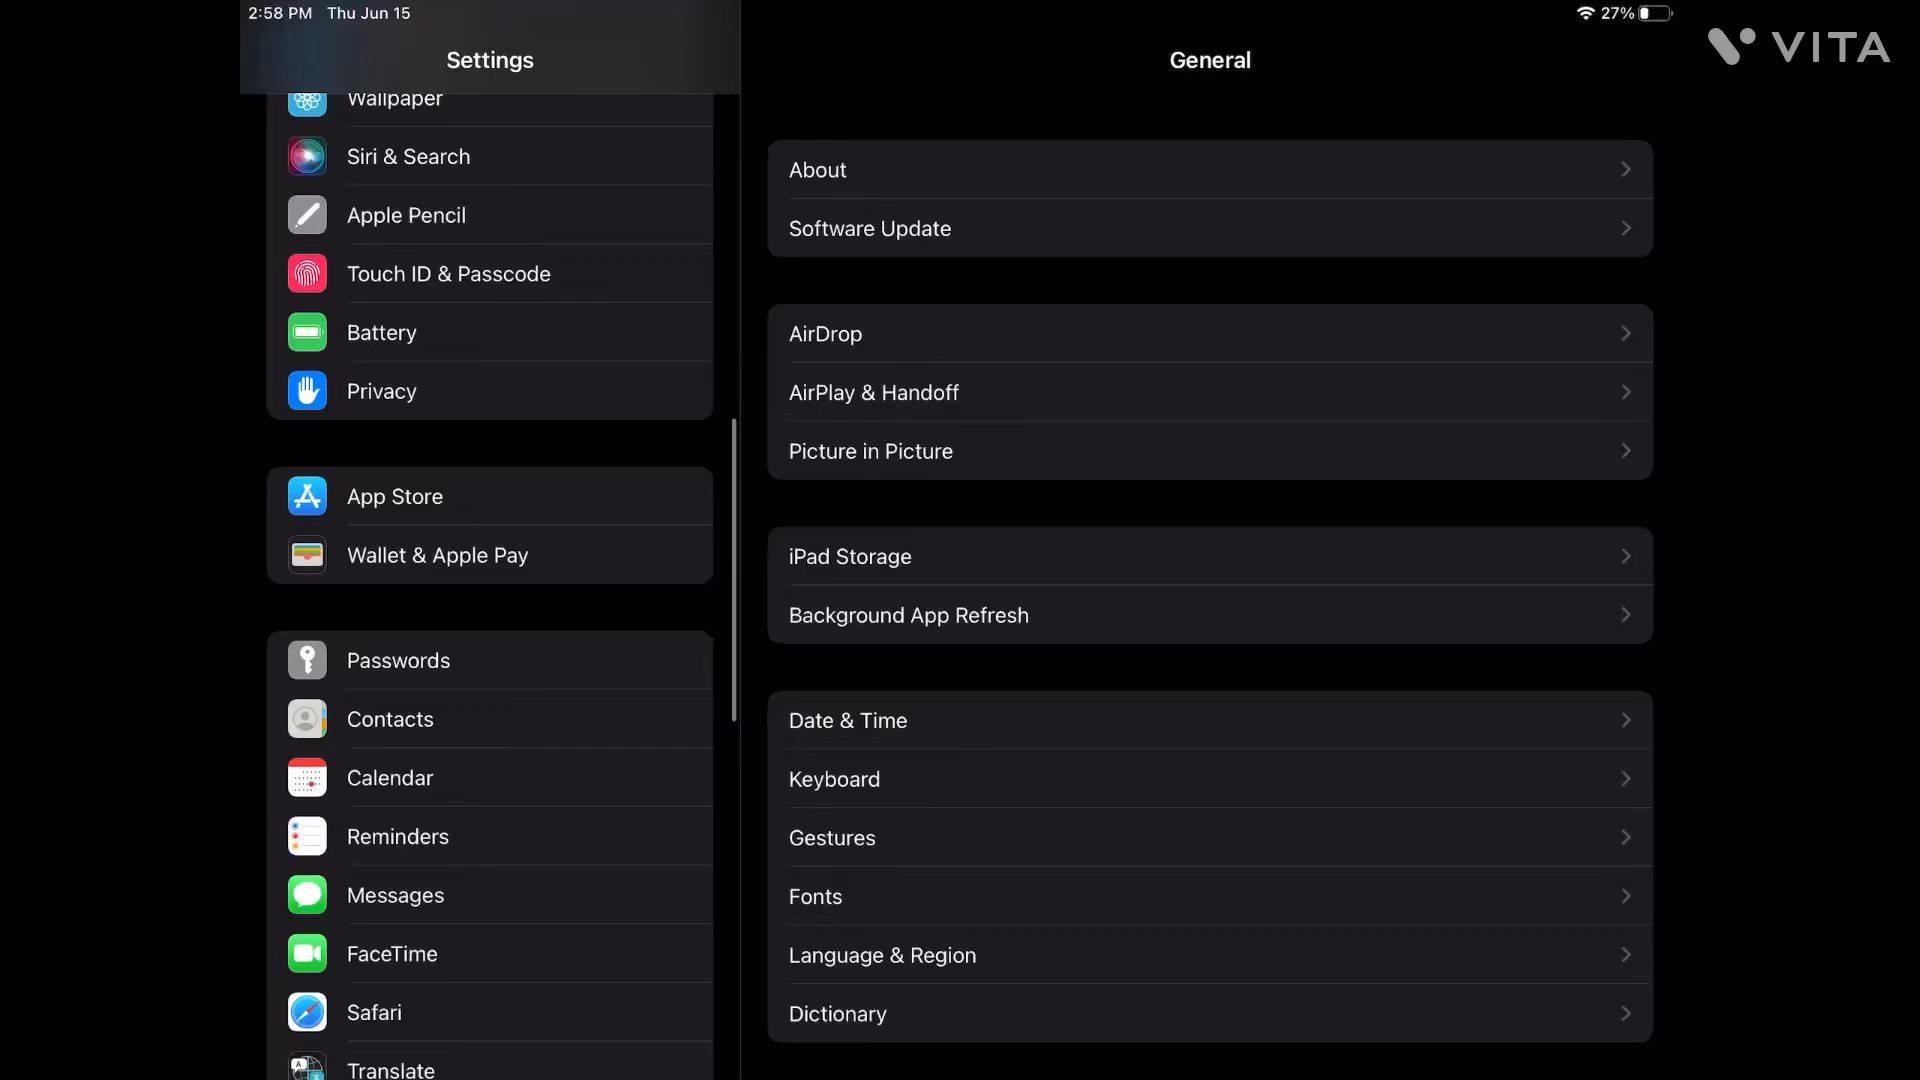 2:58 PM Thu Jun 15
27%
VITA
Settings
General
Wallpaper
Siri & Search
Apple Pencil
Touch ID & Passcode
Battery
Privacy
App Store
Wallet & Apple Pay
Passwords
Contacts
Calendar
Reminders
Messages
FaceTime
Safari
Translate
About
Software Update
AirDrop
AirPlay & Handoff
Picture in Picture
iPad Storage
Background App Refresh
Date & Time
Keyboard
Gestures
Fonts
Language & Region
Dictionary